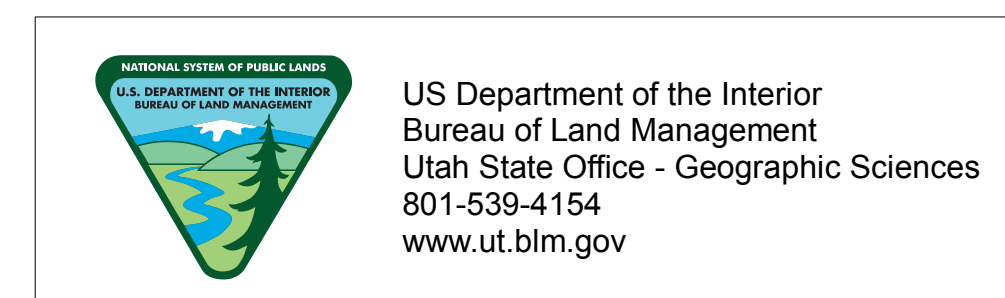 NATIONAL SYSTEM OF PUBLIC LANDS
U.S. DEPARTMENT OF THE INTERIOR
BUREAU OF LAND MANAGEMENT
US Department of the Interior
Bureau of Land Management
Utah State Office - Geographic Sciences
801-539-4154
www.ut.blm.gov